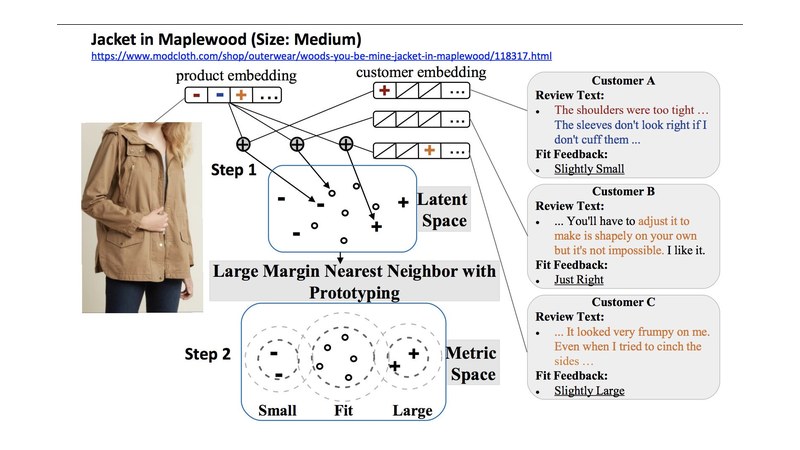 Jacket in Maplewood (Size: Medium)
https://www.modcloth.com/shop/outerwear/woods-you-be-mine-jacket-in-maplewood/118317.html
product embedding
- - + ...
customer embedding
+ ...
...
+ ...
Step 1
Latent
Space
Large Margin Nearest Neighbor with
Prototyping
Step 2
Metric
Space
Small Fit Large
Customer A
Review Text:
• The shoulders were too tight ...
The sleeves don't look right if I
don't cuff them ...
Fit Feedback:
• Slightly Small
Customer B
Review Text:
• ... You'll have to adjust it to
make is shapely on your own
but it's not impossible. I like it.
Fit Feedback:
• Just Right
Customer C
Review Text:
• ... It looked very frumpy on me.
Even when I tried to cinch the
sides ...
Fit Feedback:
• Slightly Large